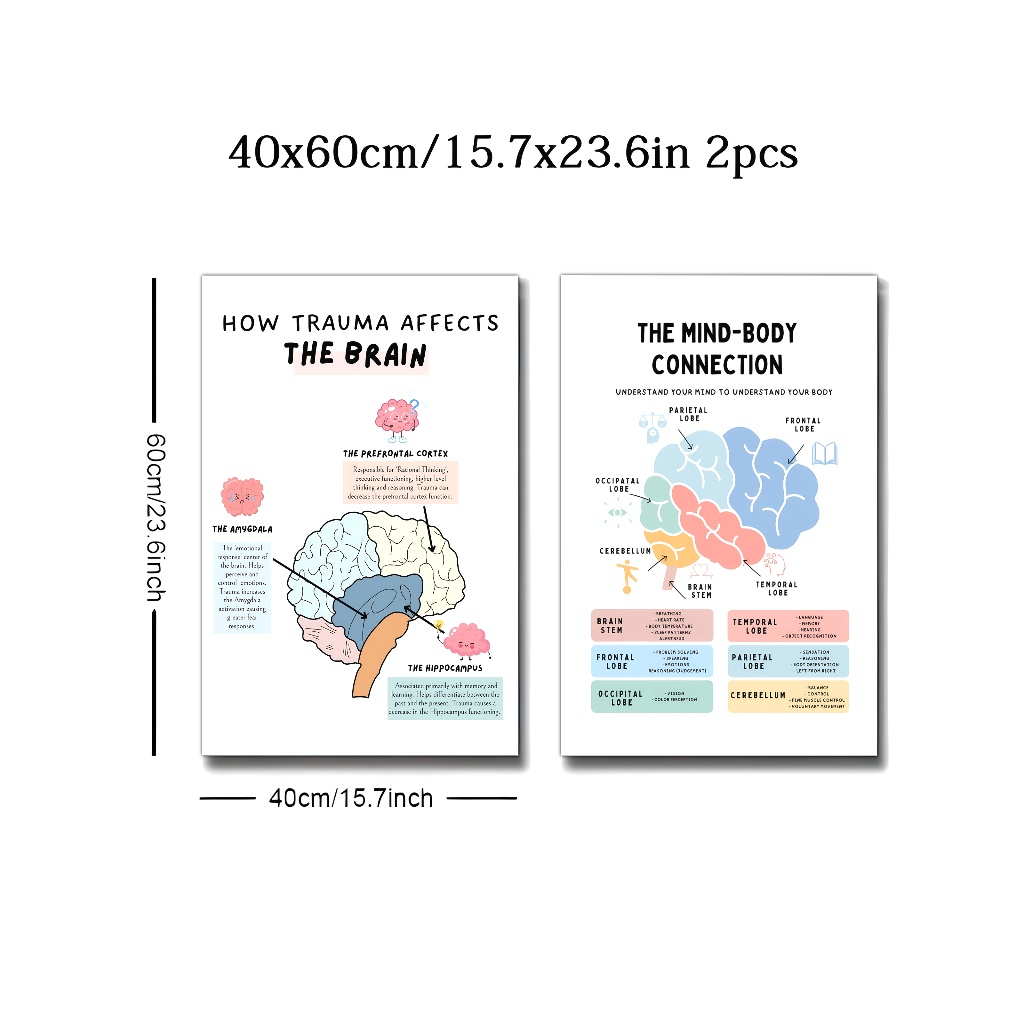 40x60cm/15.7x23.6in 2pcs
60cm/23.6inch
40cm/15.7inch
HOW TRAUMA AFFECTS
THE BRAIN
THE PREFRONTAL CORTEX
Responsible for 'Rational Thinking',
executive functioning, higher level
thinking and reasoning. Trauma can
decrease the prefrontal cortex function.
THE AMYGDALA
The 'emotional
response' center of
the brain. Helps
perceive and
control emotions.
Trauma increases
the Amygdala
activation causing
greater fear
responses.
THE HIPPOCAMPUS
Associated primarily with memory and
learning. Helps differentiate between the
past and the present. Trauma causes a
decrease in the Hippocampus functioning.
THE MIND-BODY
CONNECTION
UNDERSTAND YOUR MIND TO UNDERSTAND YOUR BODY
PARIETAL
LOBE
FRONTAL
LOBE
OCCIPATAL
LOBE
CEREBELLUM
BRAIN
STEM
TEMPORAL
LOBE
BRAIN
STEM
- BREATHING
- HEART RATE
- BODY TEMPERATURE
- SLEEP PATTERNS
ALERTNESS
TEMPORAL
LOBE
- LANGUAGE
- MEMORY
HEARING
- OBJECT RECOGNITION
FRONTAL
LOBE
- PROBLEM SOLVING
- SPEAKING
- EMOTIONS
REASONING (JUDGEMENT)
PARIETAL
LOBE
- SENSATION
- REASONING
- BODY ORIENTATION
- LEFT FROM RIGHT
OCCIPITAL
LOBE
- VISION
- COLOR PERCEPTION
CEREBELLUM
- BALANCE
CONTROL
- FINE MUSCLE CONTROL
- VOLUNTARY MOVEMENT